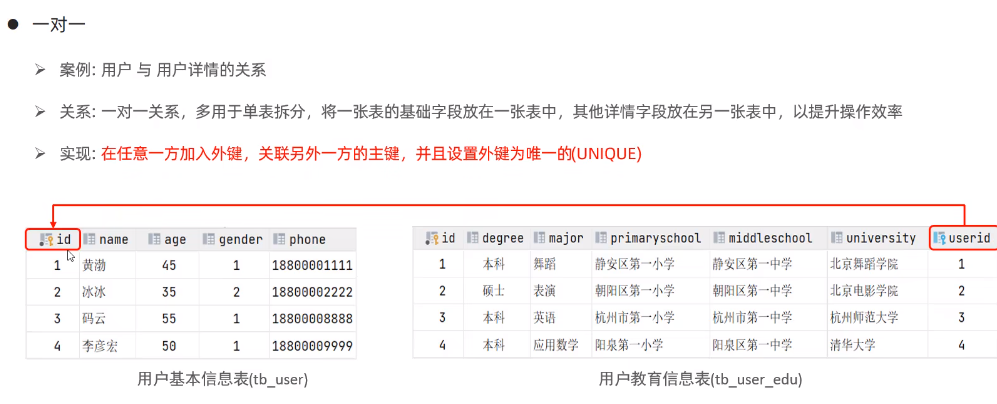 ● 一对一
➢ 案例: 用户 与 用户详情的关系
➢ 关系: 一对一关系，多用于单表拆分，将一张表的基础字段放在一张表中，其他详情字段放在另一张表中，以提升操作效率
➢ 实现: 在任意一方加入外键，关联另外一方的主键，并且设置外键为唯一的(UNIQUE)
id name age gender phone
1 黄渤 45 1 18800001111
2 冰冰 35 2 18800002222
3 码云 55 1 18800008888
4 李彦宏 50 1 18800009999
用户基本信息表(tb_user)
id degree major primaryschool middleschool university userid
1 本科 舞蹈 静安区第一小学 静安区第一中学 北京舞蹈学院 1
2 硕士 表演 朝阳区第一小学 朝阳区第一中学 北京电影学院 2
3 本科 英语 杭州市第一小学 杭州市第一中学 杭州师范大学 3
4 本科 应用数学 阳泉第一小学 阳泉区第一中学 清华大学 4
用户教育信息表(tb_user_edu)